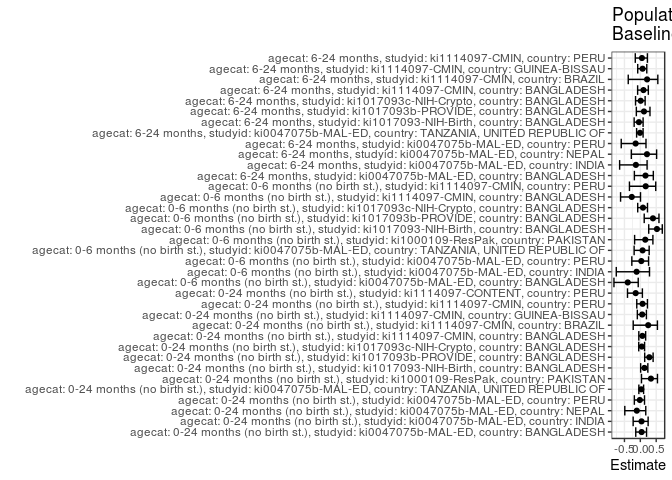 Populat
Baselin
agecat: 6-24 months, studyid: ki1114097-CMIN, country: PERU
agecat: 6-24 months, studyid: ki1114097-CMIN, country: GUINEA-BISSAU
agecat: 6-24 months, studyid: ki1114097-CMIN, country: BRAZIL
agecat: 6-24 months, studyid: ki1114097-CMIN, country: BANGLADESH
agecat: 6-24 months, studyid: ki1017093c-NIH-Crypto, country: BANGLADESH
agecat: 6-24 months, studyid: ki1017093b-PROVIDE, country: BANGLADESH
agecat: 6-24 months, studyid: ki1017093-NIH-Birth, country: BANGLADESH
agecat: 6-24 months, studyid: ki0047075b-MAL-ED, country: TANZANIA, UNITED REPUBLIC OF
agecat: 6-24 months, studyid: ki0047075b-MAL-ED, country: PERU
agecat: 6-24 months, studyid: ki0047075b-MAL-ED, country: NEPAL
agecat: 6-24 months, studyid: ki0047075b-MAL-ED, country: INDIA
agecat: 6-24 months, studyid: ki0047075b-MAL-ED, country: BANGLADESH
agecat: 0-6 months (no birth st.), studyid: ki1114097-CMIN, country: PERU
agecat: 0-6 months (no birth st.), studyid: ki1114097-CMIN, country: BANGLADESH
agecat: 0-6 months (no birth st.), studyid: ki1017093c-NIH-Crypto, country: BANGLADESH
agecat: 0-6 months (no birth st.), studyid: ki1017093b-PROVIDE, country: BANGLADESH
agecat: 0-6 months (no birth st.), studyid: ki1017093-NIH-Birth, country: BANGLADESH
agecat: 0-6 months (no birth st.), studyid: ki1000109-ResPak, country: PAKISTAN
agecat: 0-6 months (no birth st.), studyid: ki0047075b-MAL-ED, country: TANZANIA, UNITED REPUBLIC OF
agecat: 0-6 months (no birth st.), studyid: ki0047075b-MAL-ED, country: PERU
agecat: 0-6 months (no birth st.), studyid: ki0047075b-MAL-ED, country: INDIA
agecat: 0-6 months (no birth st.), studyid: ki0047075b-MAL-ED, country: BANGLADESH
agecat: 0-24 months (no birth st.), studyid: ki1114097-CONTENT, country: PERU
agecat: 0-24 months (no birth st.), studyid: ki1114097-CMIN, country: PERU
agecat: 0-24 months (no birth st.), studyid: ki1114097-CMIN, country: GUINEA-BISSAU
agecat: 0-24 months (no birth st.), studyid: ki1114097-CMIN, country: BRAZIL
agecat: 0-24 months (no birth st.), studyid: ki1114097-CMIN, country: BANGLADESH
agecat: 0-24 months (no birth st.), studyid: ki1017093c-NIH-Crypto, country: BANGLADESH
agecat: 0-24 months (no birth st.), studyid: ki1017093b-PROVIDE, country: BANGLADESH
agecat: 0-24 months (no birth st.), studyid: ki1017093-NIH-Birth, country: BANGLADESH
agecat: 0-24 months (no birth st.), studyid: ki1000109-ResPak, country: PAKISTAN
agecat: 0-24 months (no birth st.), studyid: ki0047075b-MAL-ED, country: TANZANIA, UNITED REPUBLIC OF
agecat: 0-24 months (no birth st.), studyid: ki0047075b-MAL-ED, country: PERU
agecat: 0-24 months (no birth st.), studyid: ki0047075b-MAL-ED, country: NEPAL
agecat: 0-24 months (no birth st.), studyid: ki0047075b-MAL-ED, country: INDIA
agecat: 0-24 months (no birth st.), studyid: ki0047075b-MAL-ED, country: BANGLADESH
-0.5 0.0 0.5
Estimate